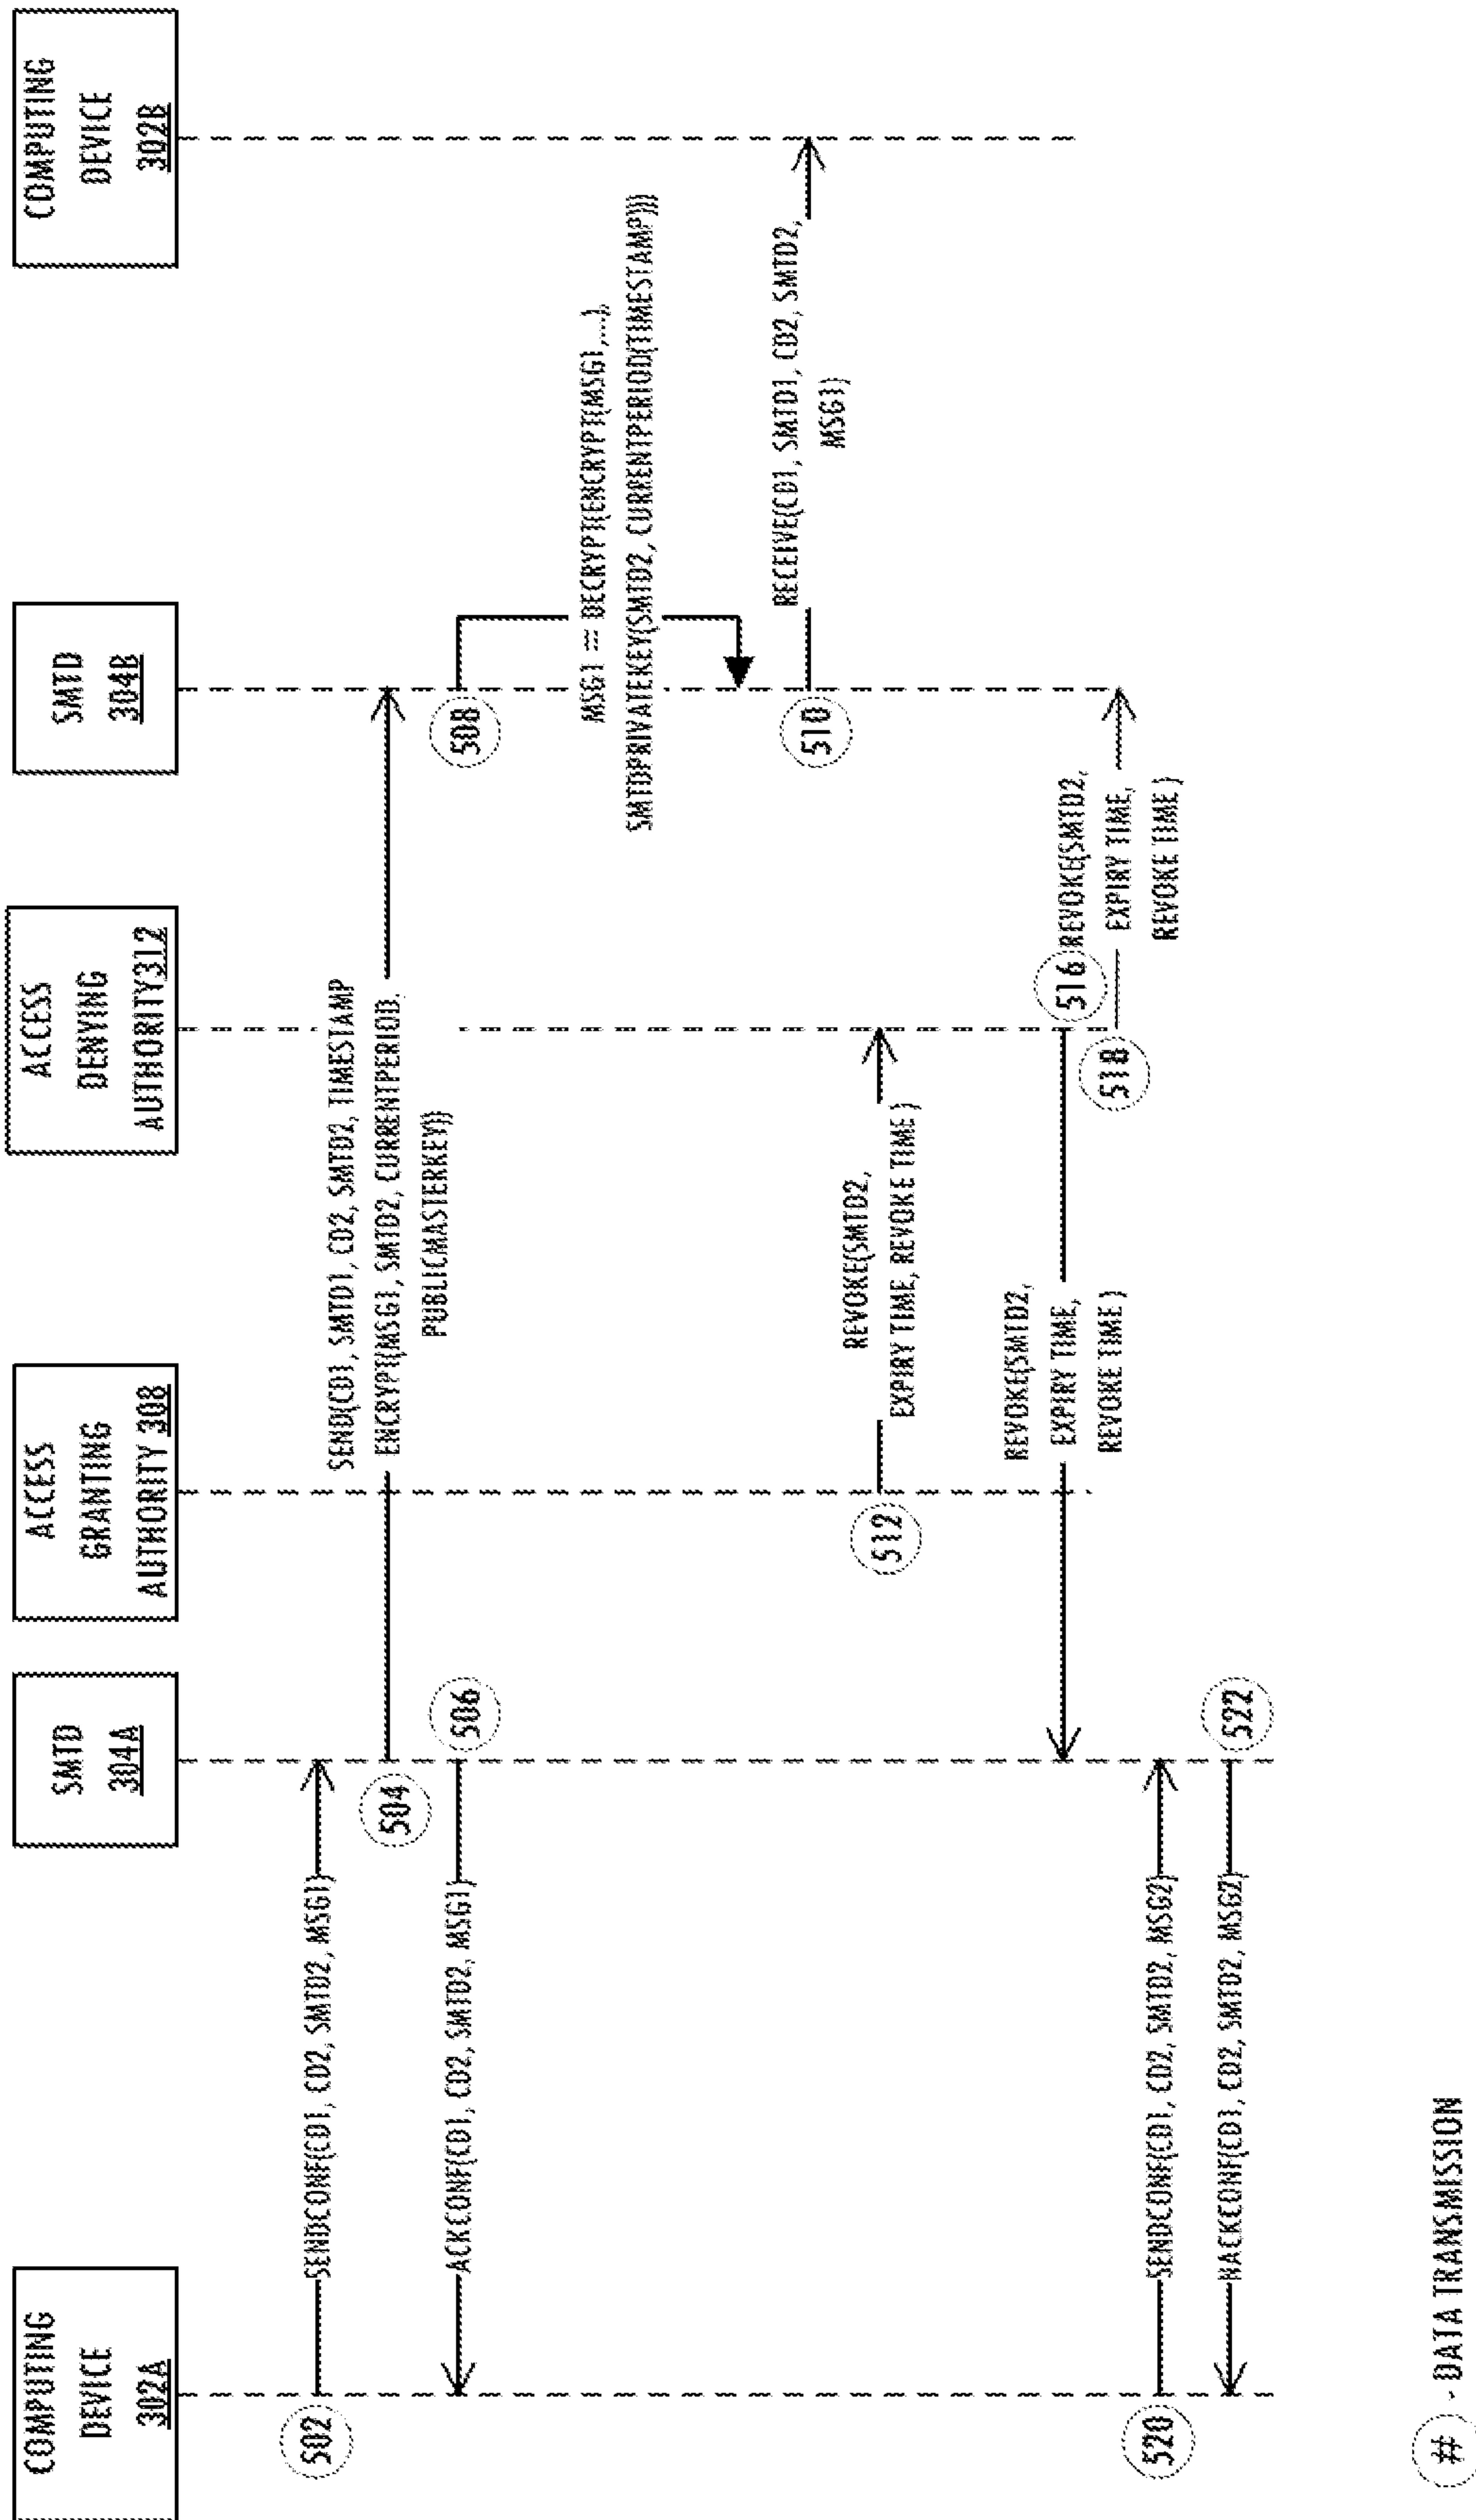 COMPUTING
DEVICE
302A
SMTD
304A
ACCESS
GRANTING
AUTHORITY 308
ACCESS
DENYING
AUTHORITY312
SMTD
304B
COMPUTING
DEVICE
302B
502
SENDCONF(CD1, CD2, SMTD2, MSG1)
504
SEND(CD1, SMTD1, CD2, SMTD2, TIMESTAMP
ENCRYPT(MSG1, SMTD2, CURRENTPERIOD,
PUBLICMASTERKEY))
506
ACKCONF(CD1, CD2, SMTD2, MSG1)
508
MSG1 == DECRYPT(ENCRYPT(MSG1,...),
SMTDPRIVATEKEY(SMTD2, CURRENTPERIOD(TIMESTAMP)))
510
RECEIVE(CD1, SMTD1, CD2, SMTD2,
MSG1)
512
REVOKE(SMTD2,
EXPIRY TIME, REVOKE TIME )
516
REVOKE(SMTD2,
EXPIRY TIME,
REVOKE TIME )
518
REVOKE(SMTD2,
EXPIRY TIME,
REVOKE TIME )
520
SENDCONF(CD1, CD2, SMTD2, MSG2)
522
NACKCONF(CD1, CD2, SMTD2, MSG2)
# - DATA TRANSMISSION